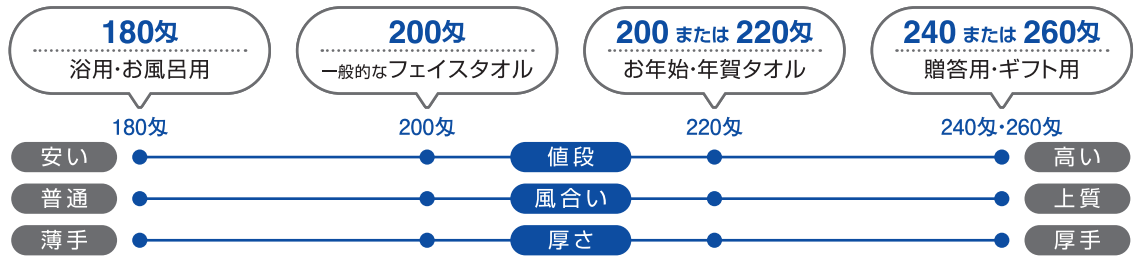 180匁
浴用・お風呂用
200匁
一般的なフェイスタオル
200 または 220匁
お年始・年賀タオル
240 または 260匁
贈答用・ギフト用
180匁 200匁 220匁 240匁・260匁
安い 値段 高い
普通 風合い 上質
薄手 厚さ 厚手